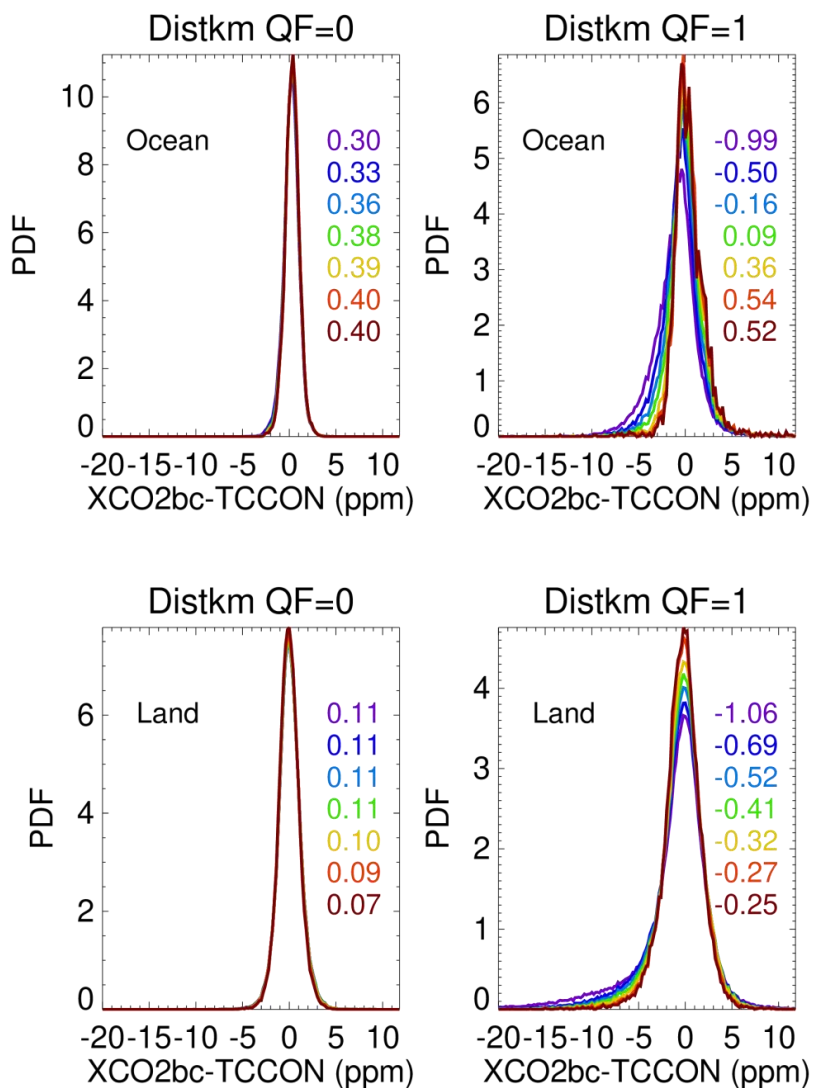 Distkm QF=0
10
8
6
4
2
0
PDF
Ocean
0.30
0.33
0.36
0.38
0.39
0.40
0.40
-20 -15 -10 -5 0 5 10
XCO2bc-TCCON (ppm)
Distkm QF=1
6
5
4
3
2
1
0
PDF
Ocean
-0.99
-0.50
-0.16
0.09
0.36
0.54
0.52
-20 -15 -10 -5 0 5 10
XCO2bc-TCCON (ppm)
Distkm QF=0
6
4
2
0
PDF
Land
0.11
0.11
0.11
0.11
0.10
0.09
0.07
-20 -15 -10 -5 0 5 10
XCO2bc-TCCON (ppm)
Distkm QF=1
4
3
2
1
0
PDF
Land
-1.06
-0.69
-0.52
-0.41
-0.32
-0.27
-0.25
-20 -15 -10 -5 0 5 10
XCO2bc-TCCON (ppm)